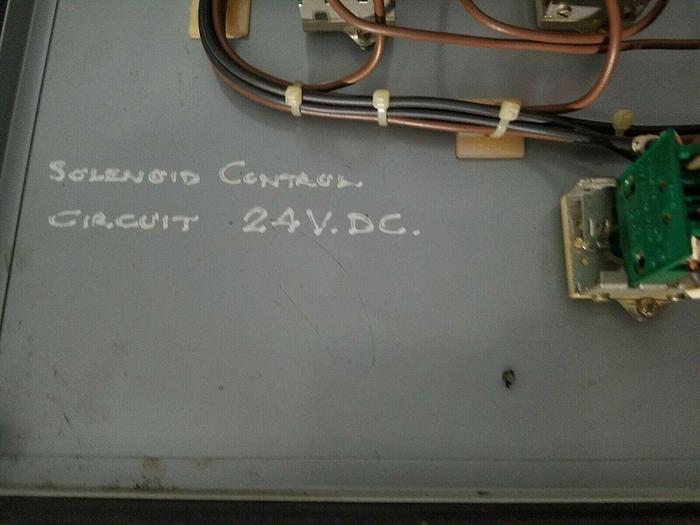 SOLENOID CONTROL
CIRCUIT 24V. DC.